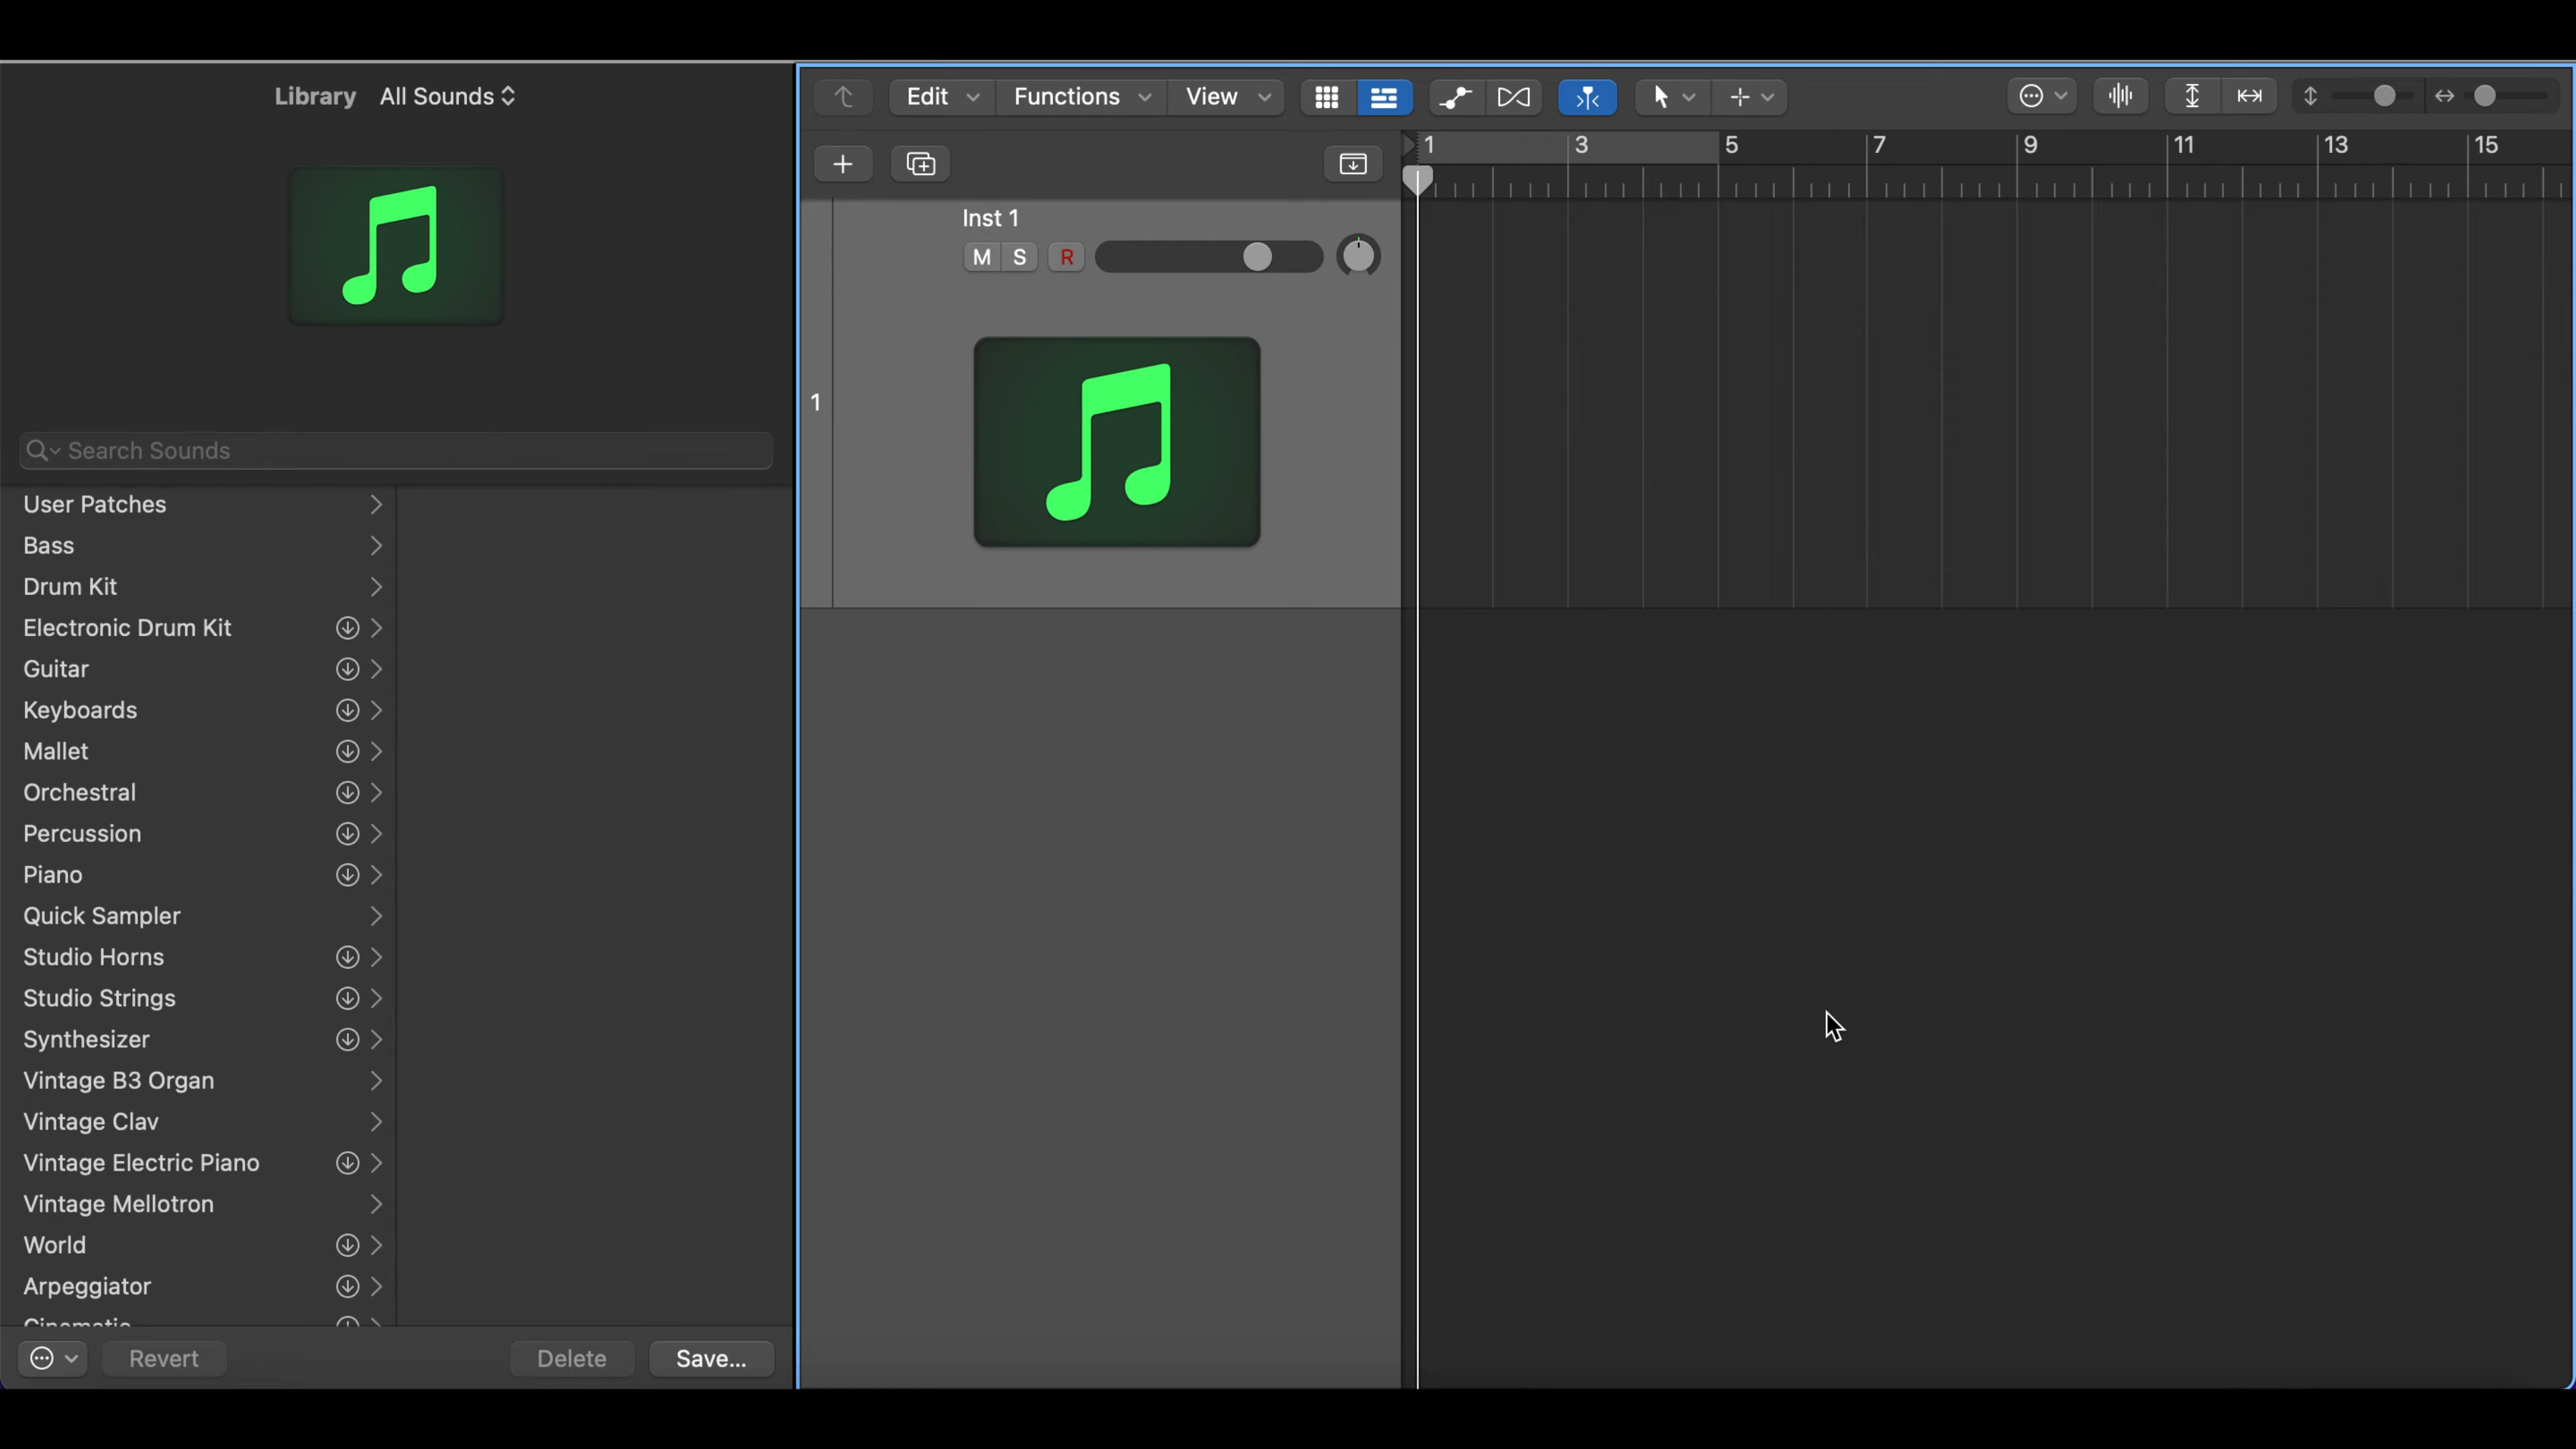 Library All Sounds
Search Sounds
User Patches
Bass
Drum Kit
Electronic Drum Kit
Guitar
Keyboards
Mallet
Orchestral
Percussion
Piano
Quick Sampler
Studio Horns
Studio Strings
Synthesizer
Vintage B3 Organ
Vintage Clav
Vintage Electric Piano
Vintage Mellotron
World
Arpeggiator
Cinematic
Revert Delete Save...
Edit Functions View
1 3 5 7 9 11 13 15
Inst 1
M S R
1